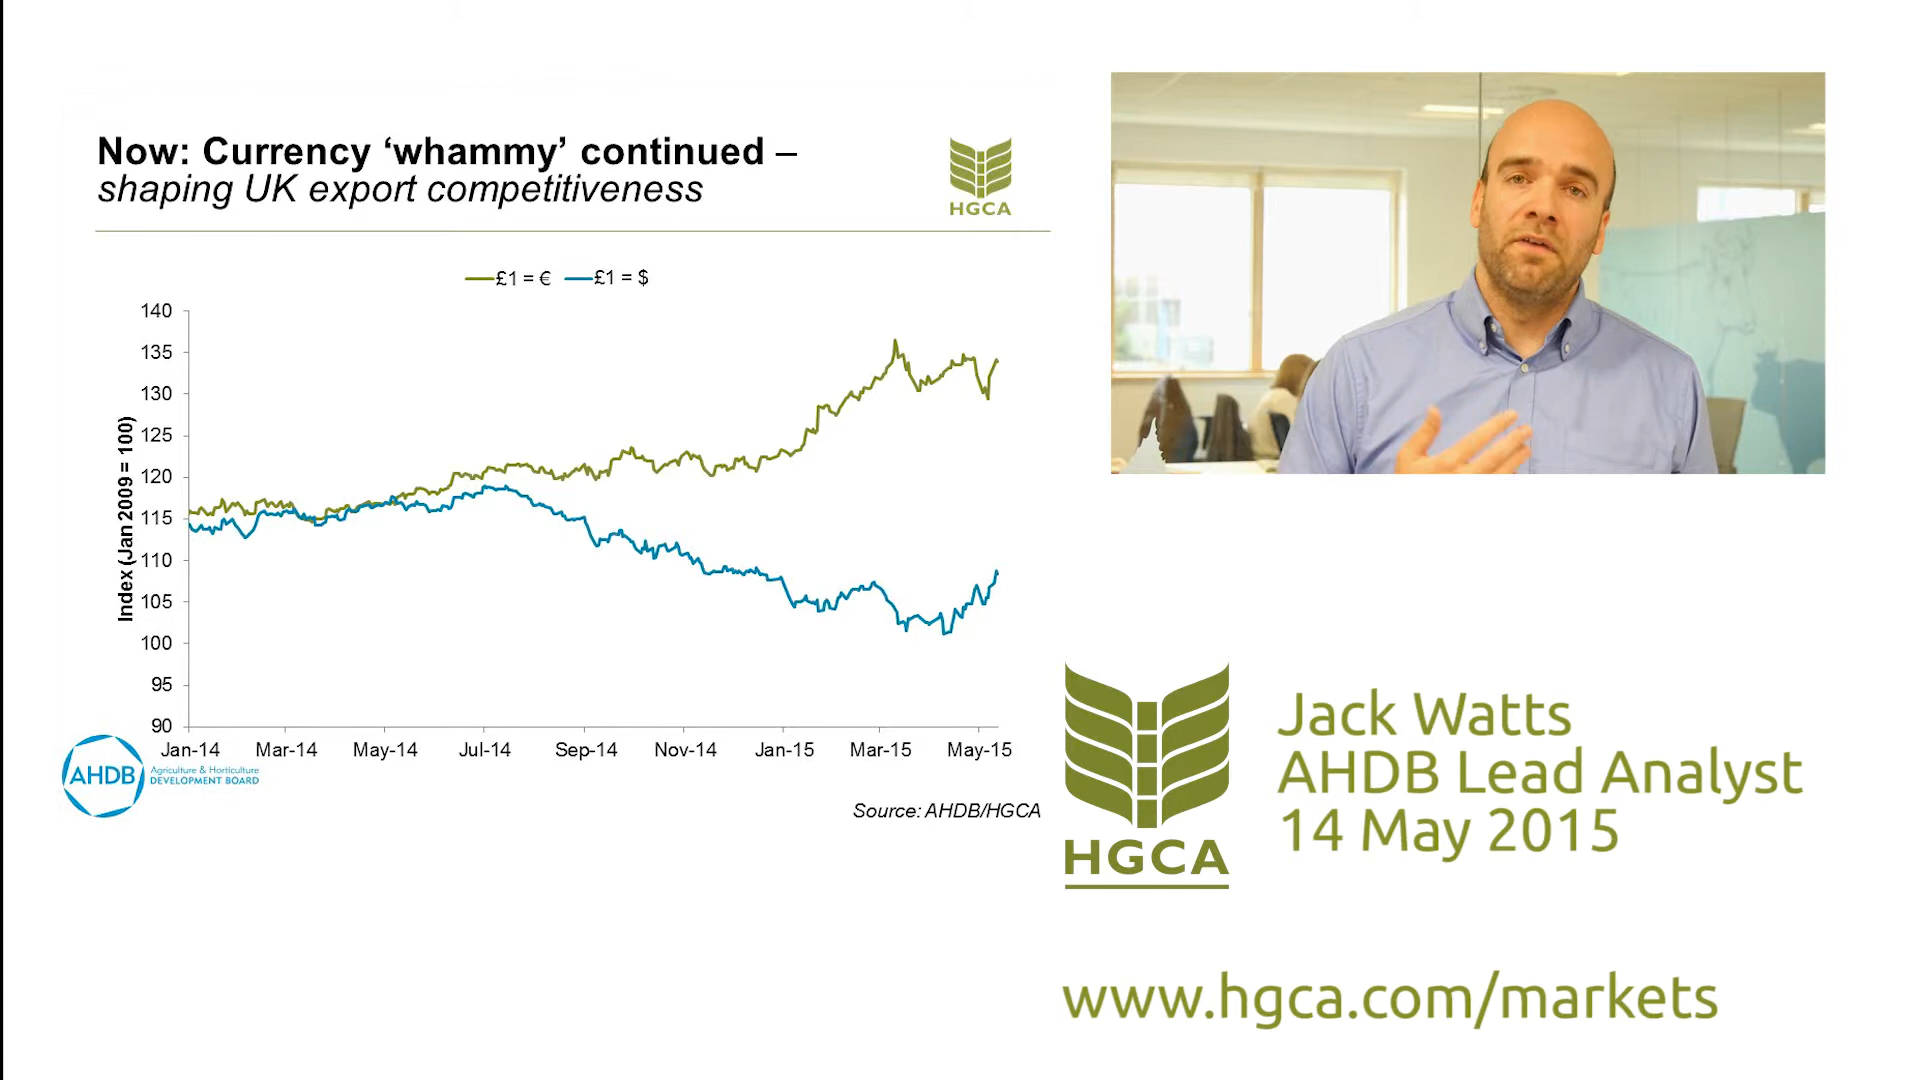 Now: Currency ‘whammy’ continued –
shaping UK export competitiveness
HGCA
£1 = € £1 = $
Index (Jan 2009 = 100)
140
135
130
125
120
115
110
105
100
95
90
Jan-14 Mar-14 May-14 Jul-14 Sep-14 Nov-14 Jan-15 Mar-15 May-15
AHDB
Agriculture & Horticulture
DEVELOPMENT BOARD
Source: AHDB/HGCA
HGCA
Jack Watts
AHDB Lead Analyst
14 May 2015
www.hgca.com/markets